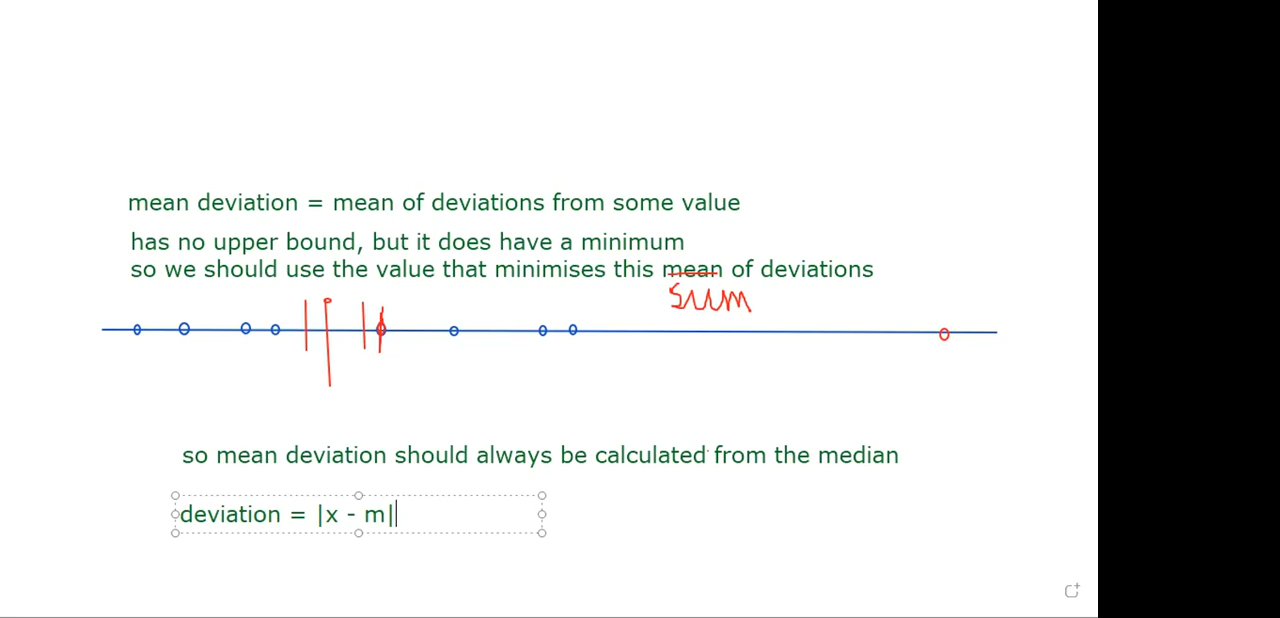 mean deviation = mean of deviations from some value
has no upper bound, but it does have a minimum
so we should use the value that minimises this mean of deviations
sum
so mean deviation should always be calculated from the median
deviation = |x - m|